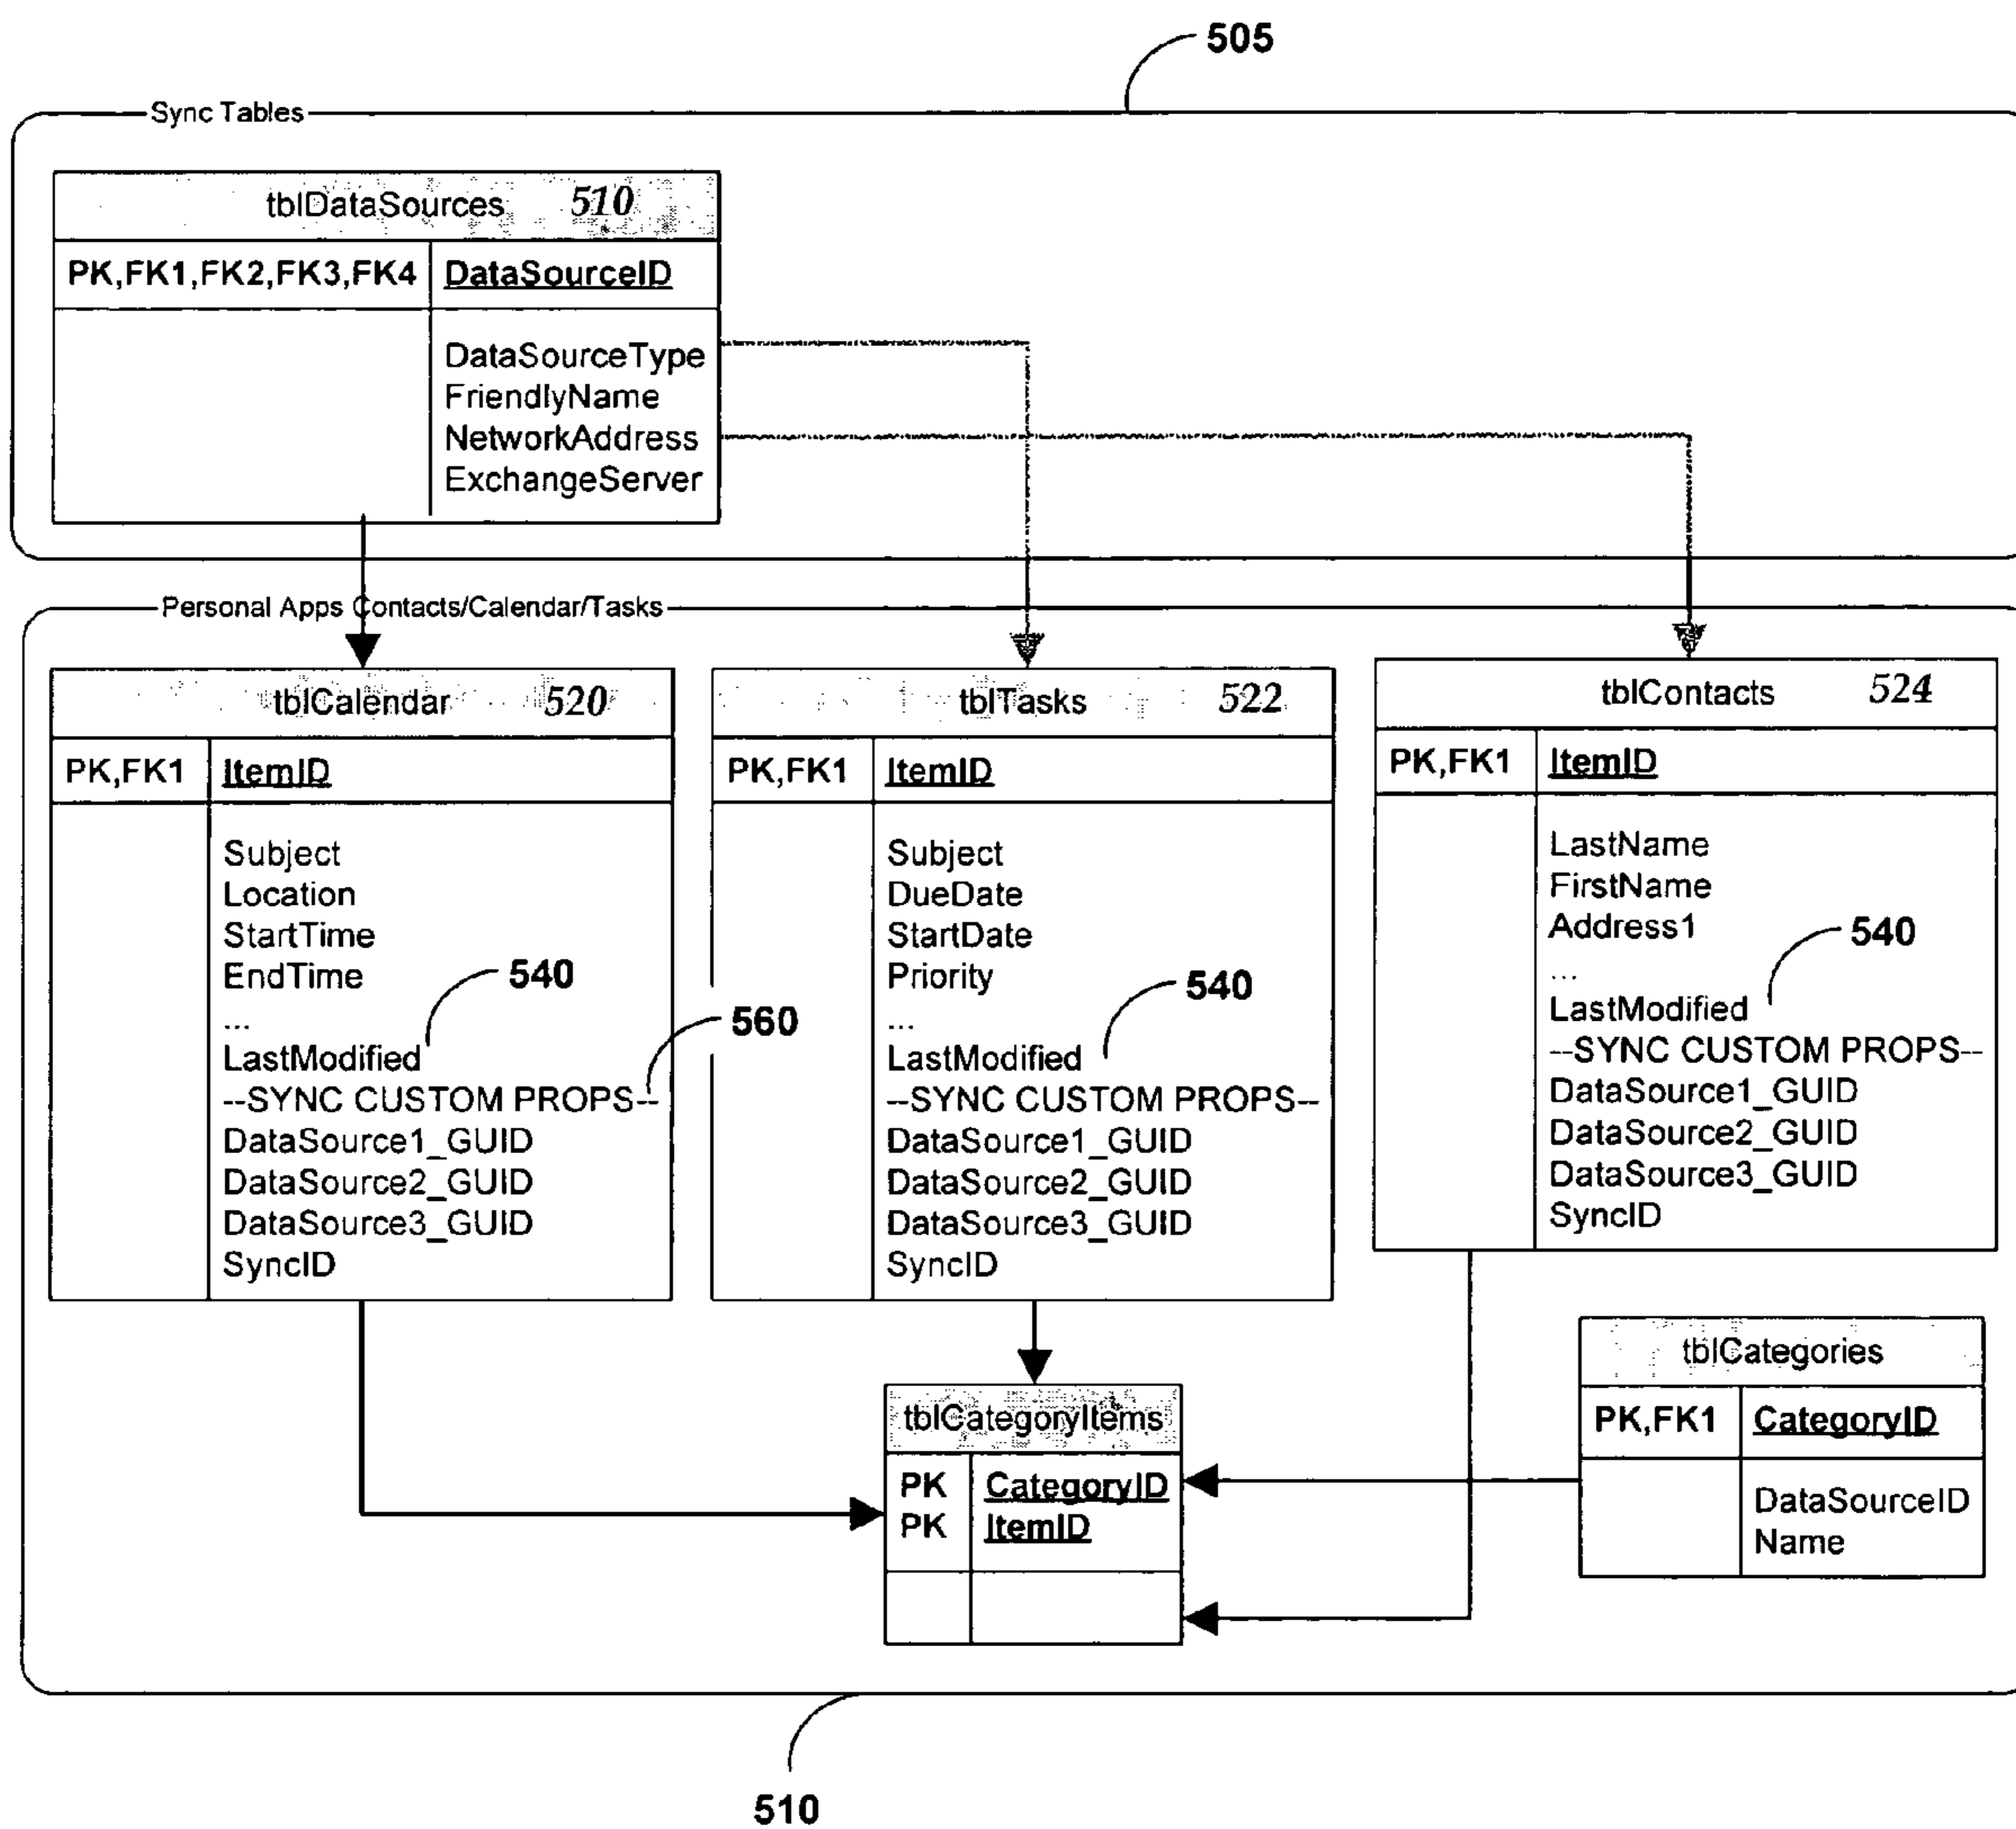 505
Sync Tables
tblDataSources 510
PK,FK1,FK2,FK3,FK4 DataSourceID
DataSourceType
FriendlyName
NetworkAddress
ExchangeServer
Personal Apps Contacts/Calendar/Tasks
tblCalendar 520
PK,FK1 ItemID
Subject
Location
StartTime
EndTime
...
LastModified
--SYNC CUSTOM PROPS--
DataSource1_GUID
DataSource2_GUID
DataSource3_GUID
SyncID
540
560
tblTasks 522
PK,FK1 ItemID
Subject
DueDate
StartDate
Priority
...
LastModified
--SYNC CUSTOM PROPS--
DataSource1_GUID
DataSource2_GUID
DataSource3_GUID
SyncID
540
tblContacts 524
PK,FK1 ItemID
LastName
FirstName
Address1
...
LastModified
--SYNC CUSTOM PROPS--
DataSource1_GUID
DataSource2_GUID
DataSource3_GUID
SyncID
540
tblCategoryItems
PK CategoryID
PK ItemID
tblCategories
PK,FK1 CategoryID
DataSourceID
Name
510